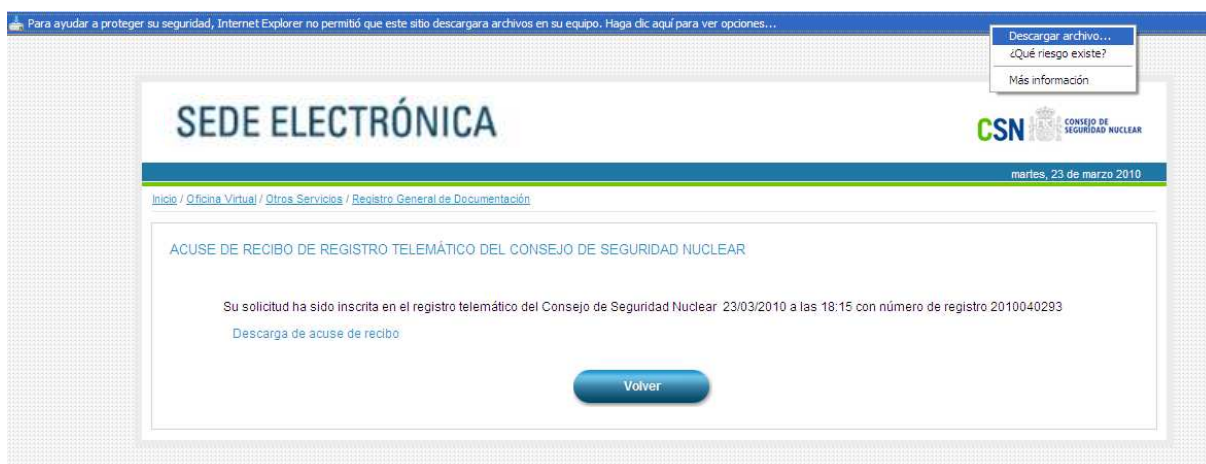 Para ayudar a proteger su seguridad, Internet Explorer no permitió que este sitio descargara archivos en su equipo. Haga clic aquí para ver opciones...
Descargar archivo...
¿Qué riesgo existe?
Más información
SEDE ELECTRÓNICA
CSN CONSEJO DE
SEGURIDAD NUCLEAR
martes, 23 de marzo 2010
Inicio / Oficina Virtual / Otros Servicios / Registro General de Documentación
ACUSE DE RECIBO DE REGISTRO TELEMÁTICO DEL CONSEJO DE SEGURIDAD NUCLEAR
Su solicitud ha sido inscrita en el registro telemático del Consejo de Seguridad Nuclear 23/03/2010 a las 18:15 con número de registro 2010040293
Descarga de acuse de recibo
Volver